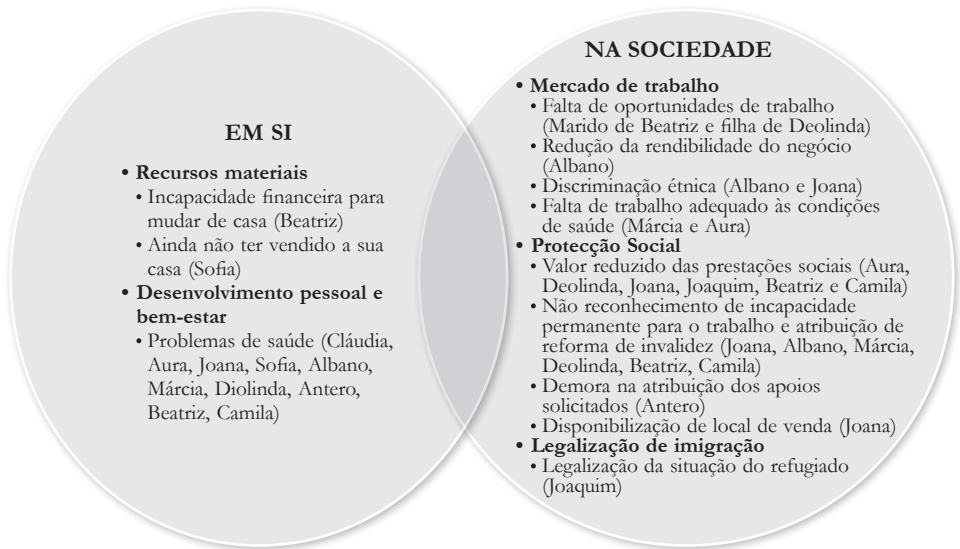 EM SI
• Recursos materiais
• Incapacidade financeira para
mudar de casa (Beatriz)
• Ainda não ter vendido a sua
casa (Sofia)
• Desenvolvimento pessoal e
bem-estar
• Problemas de saúde (Cláudia,
Aura, Joana, Sofia, Albano,
Márcia, Diolinda, Antero,
Beatriz, Camila)
NA SOCIEDADE
• Mercado de trabalho
• Falta de oportunidades de trabalho
(Marido de Beatriz e filha de Deolinda)
• Redução da rendibilidade do negócio
(Albano)
• Discriminação étnica (Albano e Joana)
• Falta de trabalho adequado às condições
de saúde (Márcia e Aura)
• Protecção Social
• Valor reduzido das prestações sociais (Aura,
Deolinda, Joana, Joaquim, Beatriz e Camila)
• Não reconhecimento de incapacidade
permanente para o trabalho e atribuição de
reforma de invalidez (Joana, Albano, Márcia,
Deolinda, Beatriz, Camila)
• Demora na atribuição dos apoios
solicitados (Antero)
• Disponibilização de local de venda (Joana)
• Legalização de imigração
• Legalização da situação do refugiado
(Joaquim)